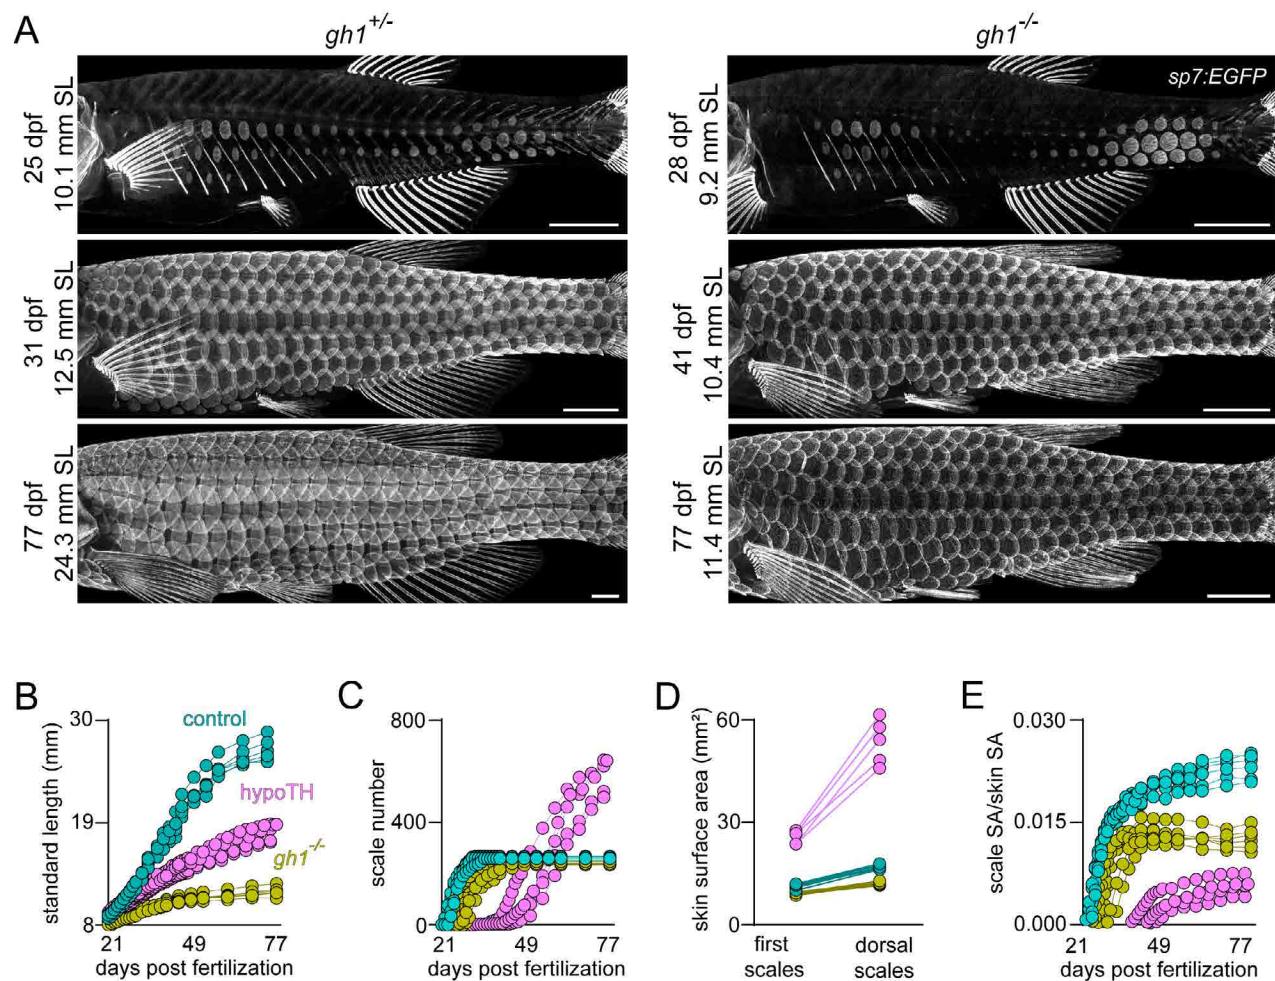 A
gh1+/-
gh1-/-
25 dpf
10.1 mm SL
28 dpf
9.2 mm SL
sp7:EGFP
31 dpf
12.5 mm SL
41 dpf
10.4 mm SL
77 dpf
24.3 mm SL
77 dpf
11.4 mm SL
B
standard length (mm)
30
19
8
control
hypoTH
gh1-/-
21 49 77
days post fertilization
C
scale number
800
400
0
21 49 77
days post fertilization
D
skin surface area (mm²)
60
30
0
first
scales
dorsal
scales
E
scale SA/skin SA
0.030
0.015
0.000
21 49 77
days post fertilization